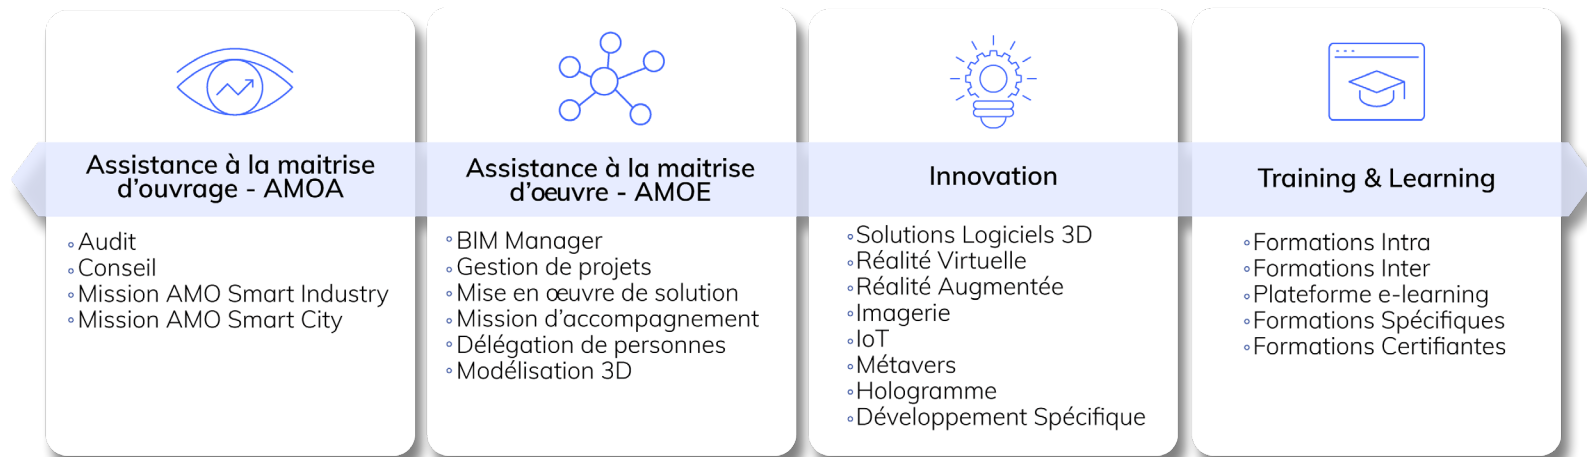 Assistance à la maitrise
d'ouvrage - AMOA
Audit
Conseil
Mission AMO Smart Industry
Mission AMO Smart City
Assistance à la maitrise
d'œuvre - AMOE
BIM Manager
Gestion de projets
Mise en œuvre de solution
Mission d'accompagnement
Délégation de personnes
Modélisation 3D
Innovation
Solutions Logiciels 3D
Réalité Virtuelle
Réalité Augmentée
Imagerie
IoT
Métavers
Hologramme
Développement Spécifique
Training & Learning
Formations Intra
Formations Inter
Plateforme e-learning
Formations Spécifiques
Formations Certifiantes